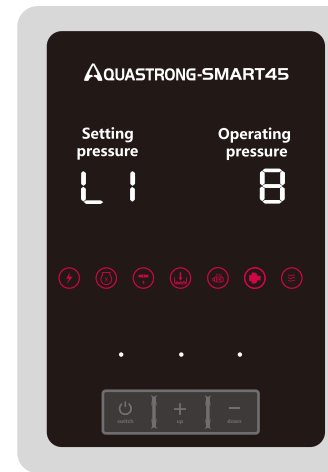 AQUASTRONG-SMART45
Setting
pressure
Operating
pressure
L1
8
switch
up
down